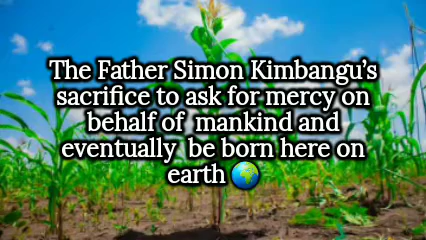 The Father Simon Kimbangu's
sacrifice to ask for mercy on
behalf of mankind and
eventually be born here on
earth 🌍